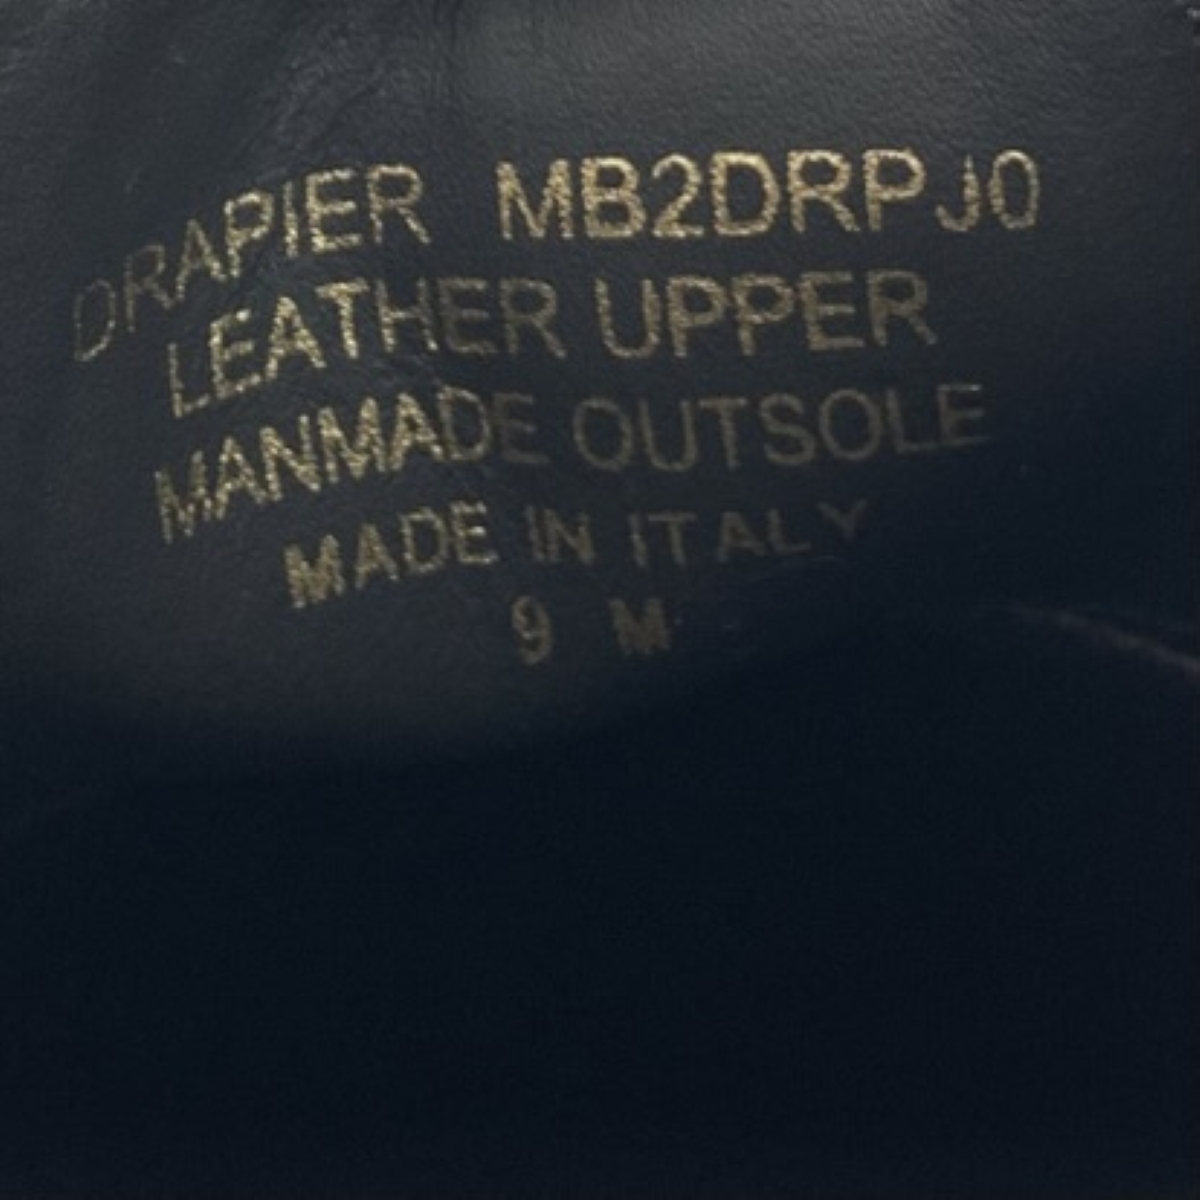 DRAPIER MB2DRPJ0
LEATHER UPPER
MANMADE OUTSOLE
MADE IN ITALY
9 M